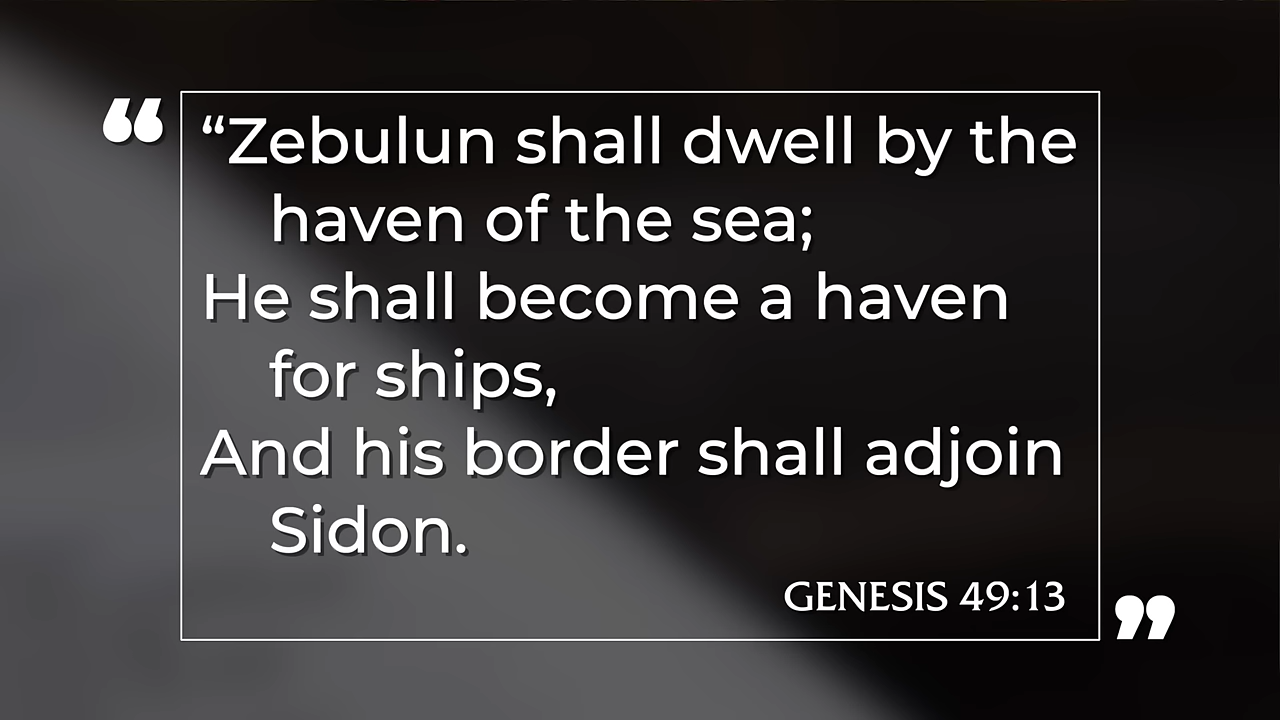 “Zebulun shall dwell by the
haven of the sea;
He shall become a haven
for ships,
And his border shall adjoin
Sidon.
GENESIS 49:13